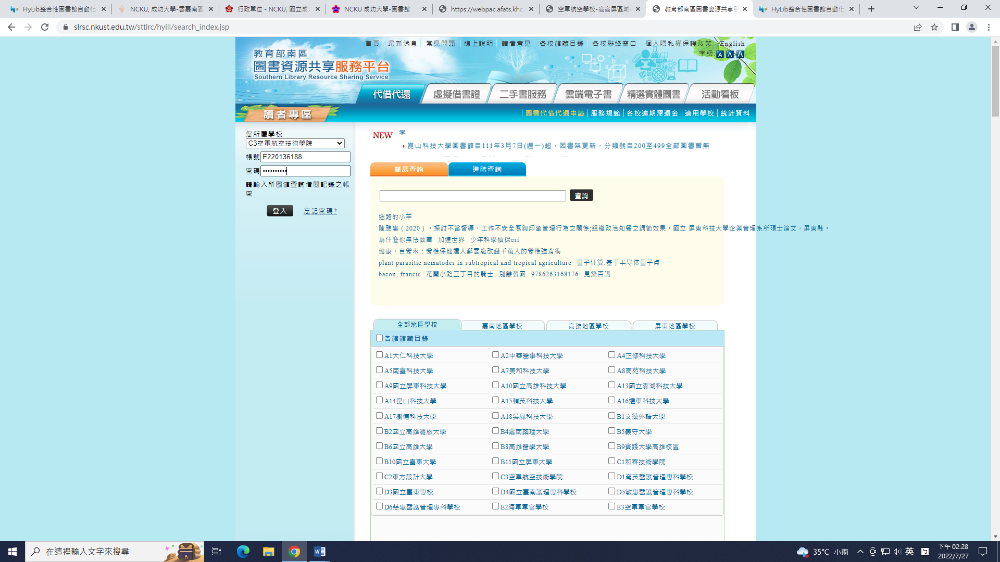 HyLib整合性圖書館自動化
NCKU, 成功大學-雲嘉南區
行政單位 - NCKU, 國立成
NCKU 成功大學-圖書館
https://webpac.afats.khc
空軍航空學校-高高屏區域
教育部南區圖書資源共享
HyLib整合性圖書館自動化
slrsc.nkust.edu.tw/sttlrc/hyill/search_index.jsp
首頁 最新消息 常見問題 線上說明 讀者意見 各校館藏目錄 各校聯絡窗口 個人隱私權保護政策 English
字級: A A A
教育部南區
圖書資源共享服務平台
Southern Library Resource Sharing Service
代借代還 虛擬借書證 二手書服務 雲端電子書 精選實體圖書 活動看板
讀者專區
圖書代借代還申請 服務規範 各校逾期滯還金 適用學校 統計資料
您所屬學校
C3空軍航空技術學院
帳號 E220136188
密碼 ••••••••••
請輸入所屬館查詢借閱記錄之帳
密
登入 忘記密碼?
NEW 學
崑山科技大學圖書館自111年3月7日(週一)起，因書架更新，分類號自200至499全部圖書暫無
簡易查詢 進階查詢
查詢
迷路的小羊
陳雅惠（2020）。探討不當督導、工作不安全感與印象管理行為之關係;組織政治知覺之調節效果。國立 屏東科技大學企業管理系所碩士論文，屏東縣。
為什麼你無法致富 加速世界 少年科學偵探csi
健康，自脊來：脊椎保健達人鄭雲龍改變千萬人的脊椎強背術
plant parasitic nematodes in subtropical and tropical agriculture 量子计算:基于半导体量子点
bacon, francis 花開小路三丁目的騎士 別離韓國 9786263168176 見築百講
全部地區學校 嘉南地區學校 高雄地區學校 屏東地區學校
各館館藏目錄
A1大仁科技大學 A2中華醫事科技大學 A4正修科技大學
A5南臺科技大學 A7美和科技大學 A8高苑科技大學
A9國立屏東科技大學 A10國立高雄科技大學 A13國立澎湖科技大學
A14崑山科技大學 A15輔英科技大學 A16遠東科技大學
A17樹德科技大學 A18吳鳳科技大學 B1文藻外語大學
B2國立高雄餐旅大學 B4嘉南藥理大學 B5義守大學
B6國立高雄大學 B8高雄醫學大學 B9實踐大學高雄校區
B10國立臺東大學 B11國立屏東大學 C1和春技術學院
C2東方設計大學 C3空軍航空技術學院 D1育英醫護管理專科學校
D3國立臺東專校 D4國立臺南護理專科學校 D5敏惠醫護管理專科學校
D6慈惠醫護管理專科學校 E2海軍軍官學校 E3空軍軍官學校
在這裡輸入文字來搜尋
35°C 小雨
英
下午 02:28
2022/7/27